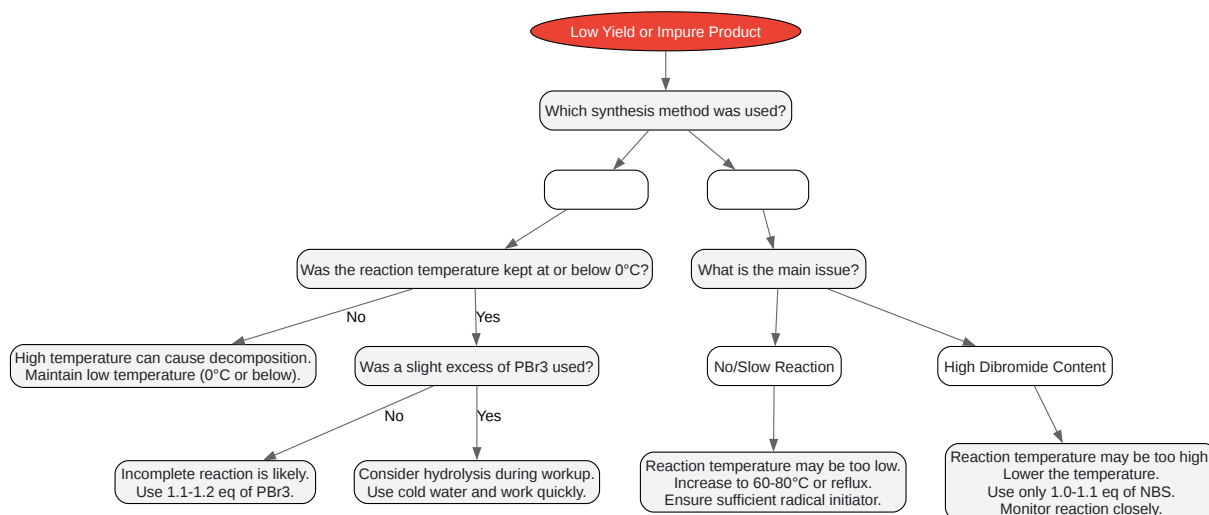 Low Yield or Impure Product
Which synthesis method was used?
Was the reaction temperature kept at or below 0°C?
What is the main issue?
No
Yes
High temperature can cause decomposition.
Maintain low temperature (0°C or below).
Was a slight excess of PBr3 used?
No/Slow Reaction
High Dibromide Content
No
Yes
Incomplete reaction is likely.
Use 1.1-1.2 eq of PBr3.
Consider hydrolysis during workup.
Use cold water and work quickly.
Reaction temperature may be too low.
Increase to 60-80°C or reflux.
Ensure sufficient radical initiator.
Reaction temperature may be too high
Lower the temperature.
Use only 1.0-1.1 eq of NBS.
Monitor reaction closely.